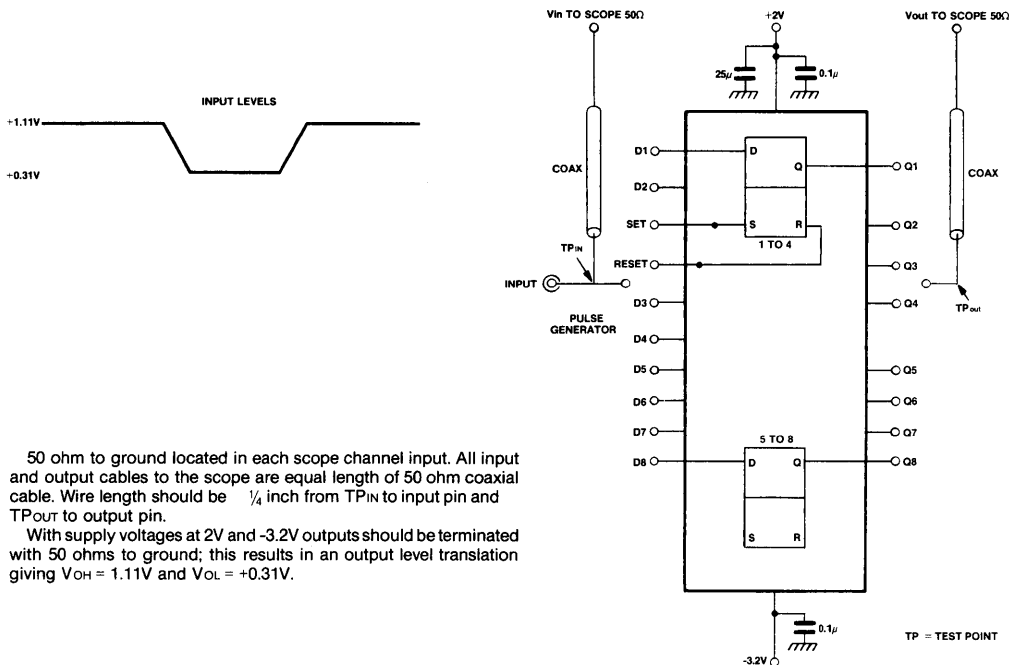 Vin TO SCOPE 50Ω
+2V
Vout TO SCOPE 50Ω
25μ
0.1μ
INPUT LEVELS
+1.11V
+0.31V
COAX
COAX
D1
D
Q
Q1
D2
SET
S
R
Q2
1 TO 4
TPIN
RESET
Q3
INPUT
D3
Q4
TPout
PULSE
GENERATOR
D4
D5
Q5
D6
Q6
D7
Q7
5 TO 8
D8
D
Q
Q8
S
R
50 ohm to ground located in each scope channel input. All input
and output cables to the scope are equal length of 50 ohm coaxial
cable. Wire length should be ¼ inch from TPIN to input pin and
TPOUT to output pin.
With supply voltages at 2V and -3.2V outputs should be terminated
with 50 ohms to ground; this results in an output level translation
giving VOH = 1.11V and VOL = +0.31V.
0.1μ
-3.2V
TP = TEST POINT